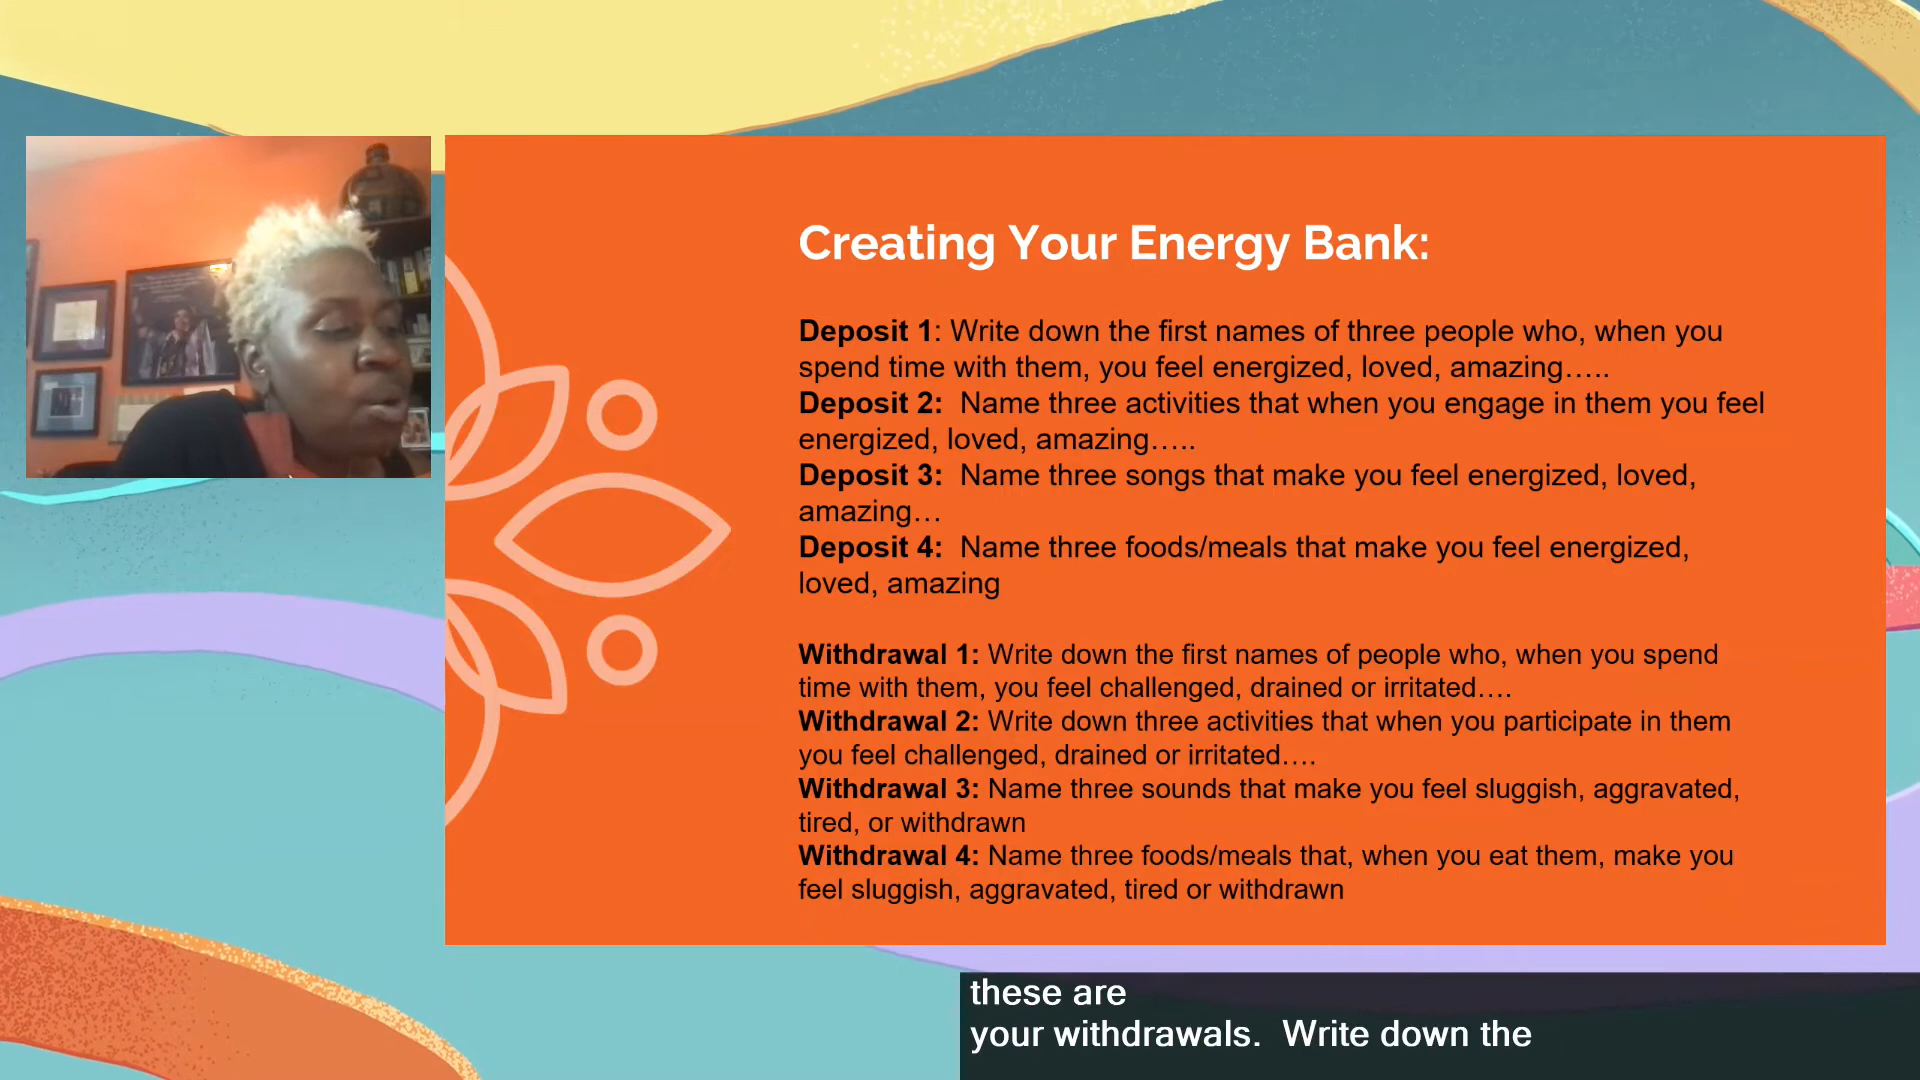 Creating Your Energy Bank:
Deposit 1: Write down the first names of three people who, when you
spend time with them, you feel energized, loved, amazing…..
Deposit 2:  Name three activities that when you engage in them you feel
energized, loved, amazing…..
Deposit 3:  Name three songs that make you feel energized, loved,
amazing…
Deposit 4:  Name three foods/meals that make you feel energized,
loved, amazing
Withdrawal 1: Write down the first names of people who, when you spend
time with them, you feel challenged, drained or irritated….
Withdrawal 2: Write down three activities that when you participate in them
you feel challenged, drained or irritated….
Withdrawal 3: Name three sounds that make you feel sluggish, aggravated,
tired, or withdrawn
Withdrawal 4: Name three foods/meals that, when you eat them, make you
feel sluggish, aggravated, tired or withdrawn
these are
your withdrawals.  Write down the